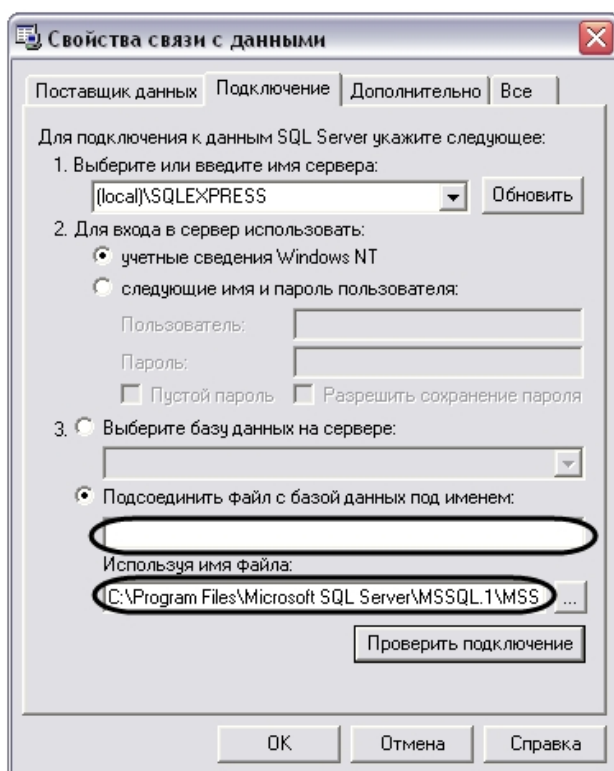 Свойства связи с данными
Поставщик данных Подключение Дополнительно Все
Для подключения к данным SQL Server укажите следующее:
1. Выберите или введите имя сервера:
(local)\SQLEXPRESS Обновить
2. Для входа в сервер использовать:
учетные сведения Windows NT
следующие имя и пароль пользователя:
Пользователь:
Пароль:
Пустой пароль Разрешить сохранение пароля
3. Выберите базу данных на сервере:
Подсоединить файл с базой данных под именем:
Используя имя файла:
C:\Program Files\Microsoft SQL Server\MSSQL.1\MSS ...
Проверить подключение
OK Отмена Справка